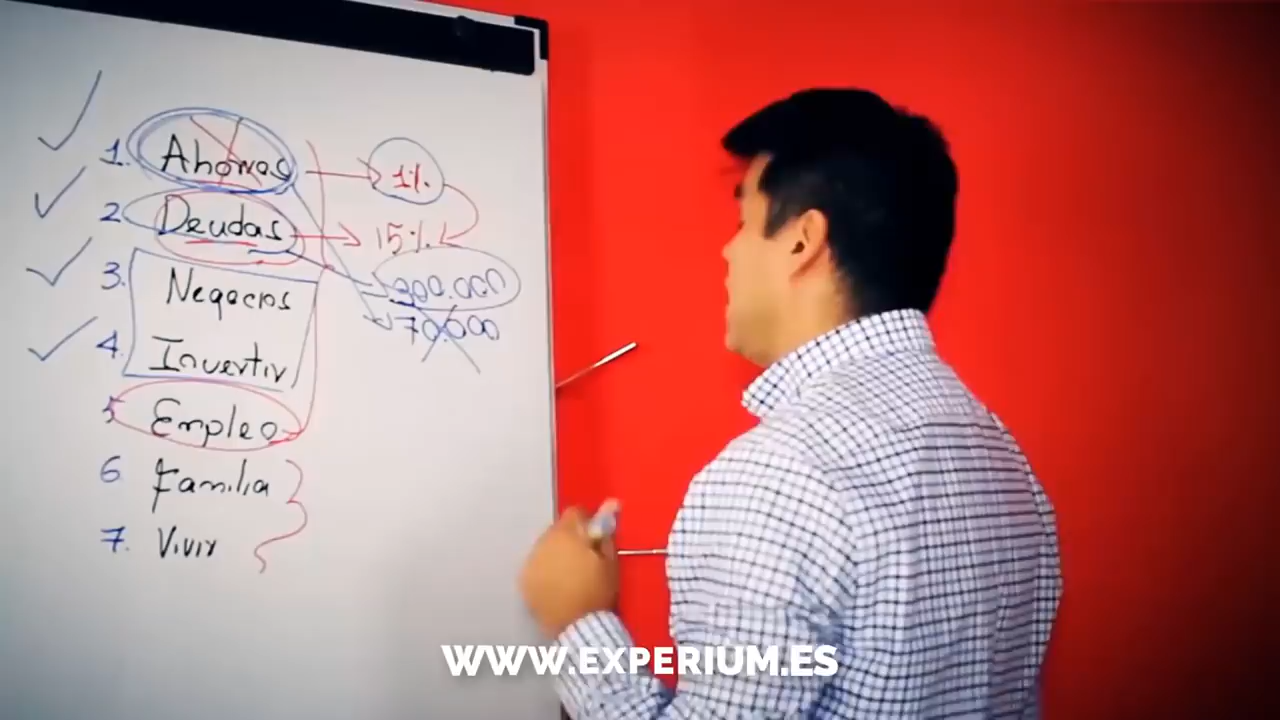 1. Ahorros → 1%.
2 Deudas → 15%.
300.000
3. Negocios
70.000
4. Invertir
5 Empleo
6 Familia
7. Vivir
WWW.EXPERIUM.ES